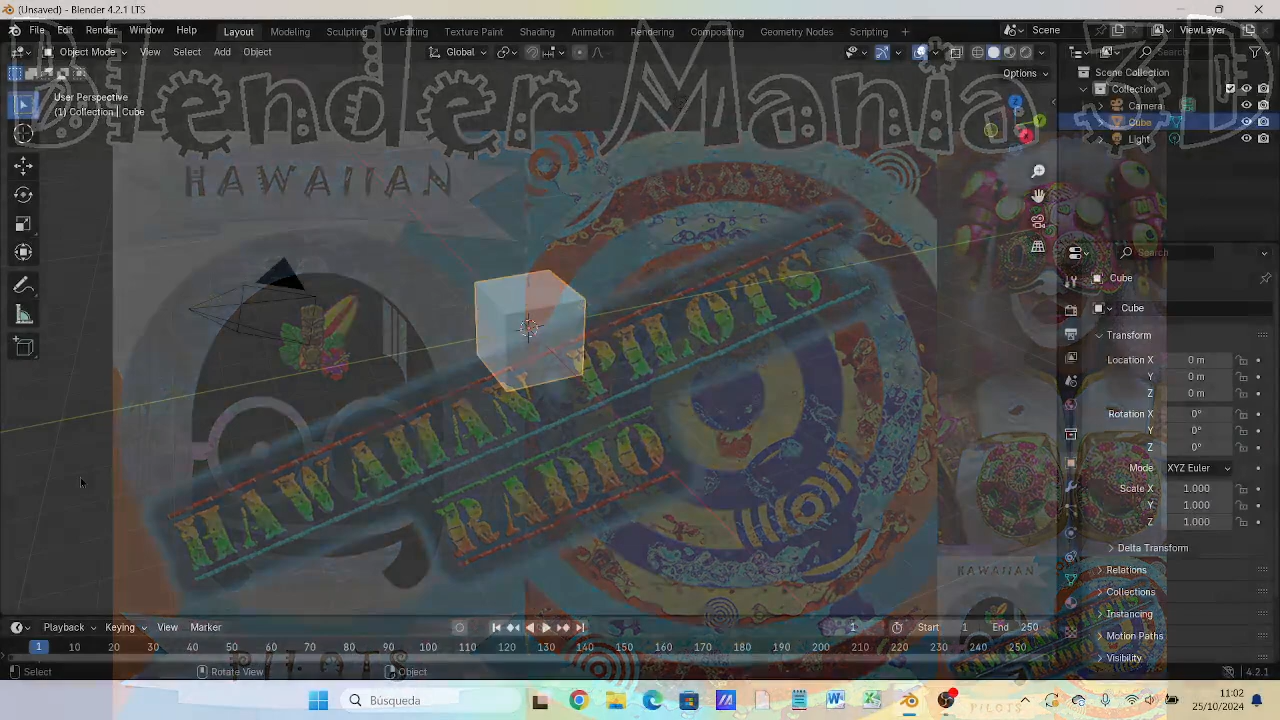 (Unsaved) - Blender 4.2.1 LTS
File Edit Render Window Help Layout Modeling Sculpting UV Editing Texture Paint Shading Animation Rendering Compositing Geometry Nodes Scripting + Scene ViewLayer
Object Mode View Select Add Object Global Search
Options
Blender Mania 3D
User Perspective
(1) Collection | Cube
Scene Collection
Collection
Camera
Cube
Light
HAWAIIAN
HAWAIIAN PILOTS
RADIO
Search
Cube
Cube
Transform
Location X 0 m
Y 0 m
Z 0 m
Rotation X 0°
Y 0°
Z 0°
Mode XYZ Euler
Scale X 1.000
Y 1.000
Z 1.000
Delta Transform
Relations
HAWAIIAN
Collections
Instancing
Motion Paths
Visibility
Playback Keying View Marker 1 Start 1 End 250
1 10 20 30 40 50 60 70 80 90 100 110 120 130 140 150 160 170 180 190 200 210 220 230 240 250
PILOTS
Select Rotate View Object 4.2.1
Búsqueda
11:02
25/10/2024
PILOTS